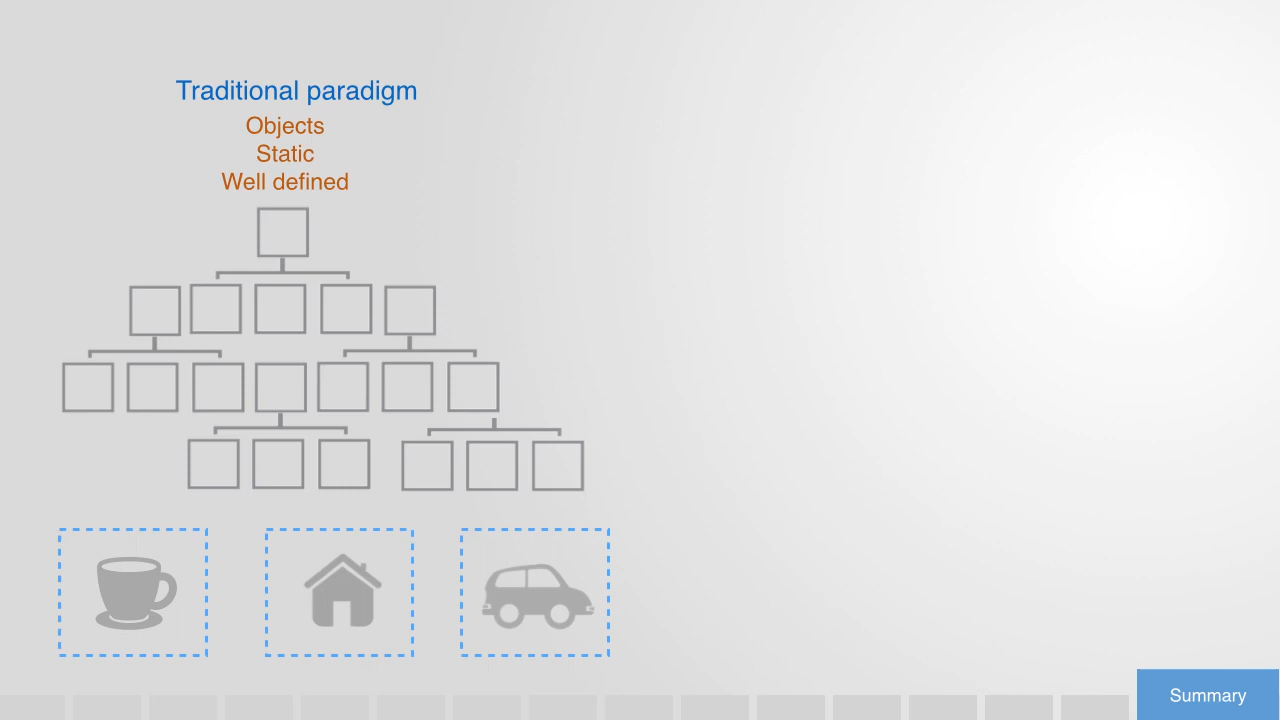 Traditional paradigm
Objects
Static
Well defined
Summary